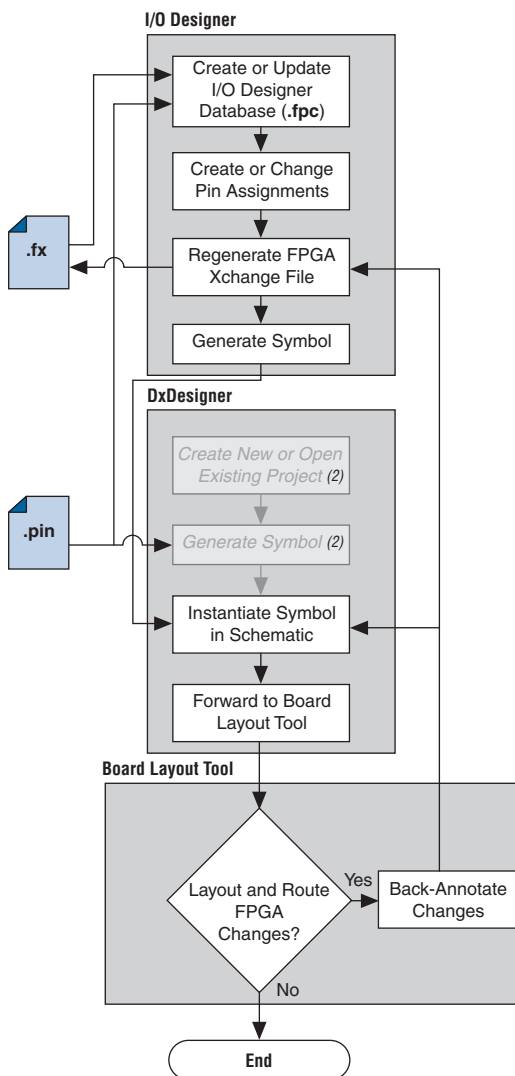 I/O Designer
Create or Update
I/O Designer
Database (.fpc)
Create or Change
Pin Assignments
.fx
Regenerate FPGA
Xchange File
Generate Symbol
DxDesigner
Create New or Open
Existing Project (2)
.pin
Generate Symbol (2)
Instantiate Symbol
in Schematic
Forward to Board
Layout Tool
Board Layout Tool
Layout and Route
FPGA
Changes?
Yes
Back-Annotate
Changes
No
End